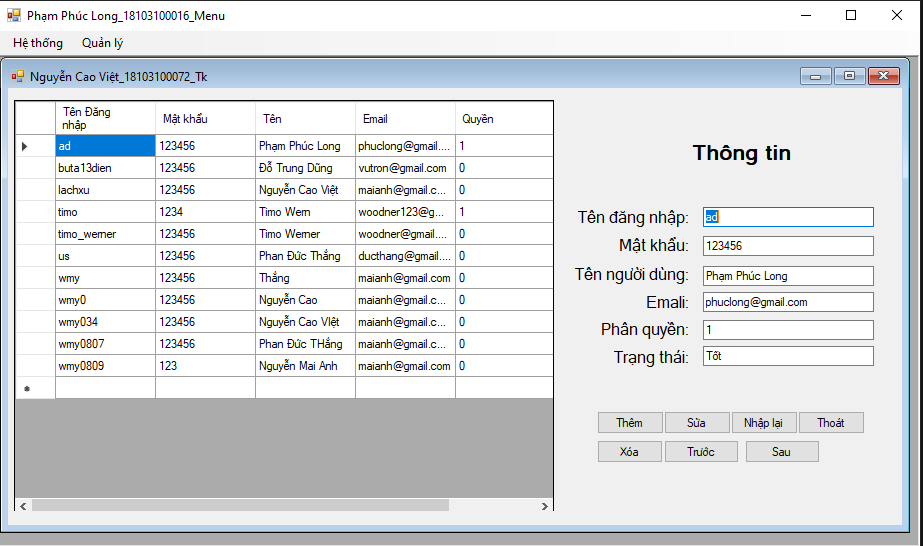 Phạm Phúc Long_18103100016_Menu
Hệ thống Quản lý
Nguyễn Cao Việt_18103100072_Tk
Tên Đăng nhập Mật khẩu Tên Email Quyền
ad 123456 Phạm Phúc Long phuclong@gmail.... 1
buta13dien 123456 Đỗ Trung Dũng vutron@gmail.com 0
lachxu 123456 Nguyễn Cao Việt maianh@gmail.c... 0
timo 1234 Timo Wern woodner123@g... 1
timo_werner 123456 Timo Werner woodner@gmail... 0
us 123456 Phan Đức Thắng ducthang@gmail.... 0
wmy 123456 Thắng maianh@gmail.com 0
wmy0 123456 Nguyễn Cao maianh@gmail.c... 0
wmy034 123456 Nguyễn Cao VIệt maianh@gmail.c... 0
wmy0807 123456 Phan Đức THắng maianh@gmail.c... 0
wmy0809 123 Nguyễn Mai Anh maianh@gmail.com 0
Thông tin
Tên đăng nhập: ad
Mật khẩu: 123456
Tên người dùng: Phạm Phúc Long
Emali: phuclong@gmail.com
Phân quyền: 1
Trạng thái: Tốt
Thêm Sửa Nhập lại Thoát
Xóa Trước Sau